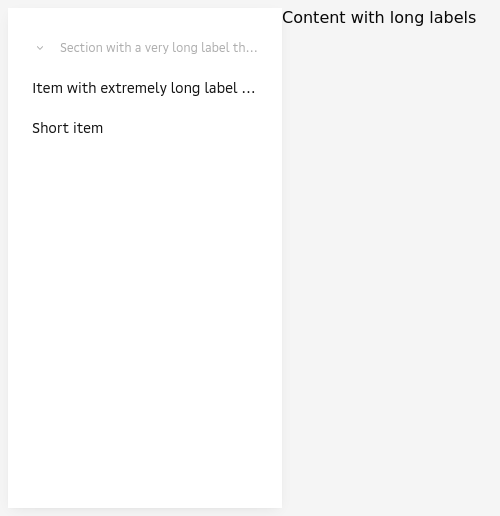 Content with long labels
Section with a very long label th...
Item with extremely long label ...
Short item